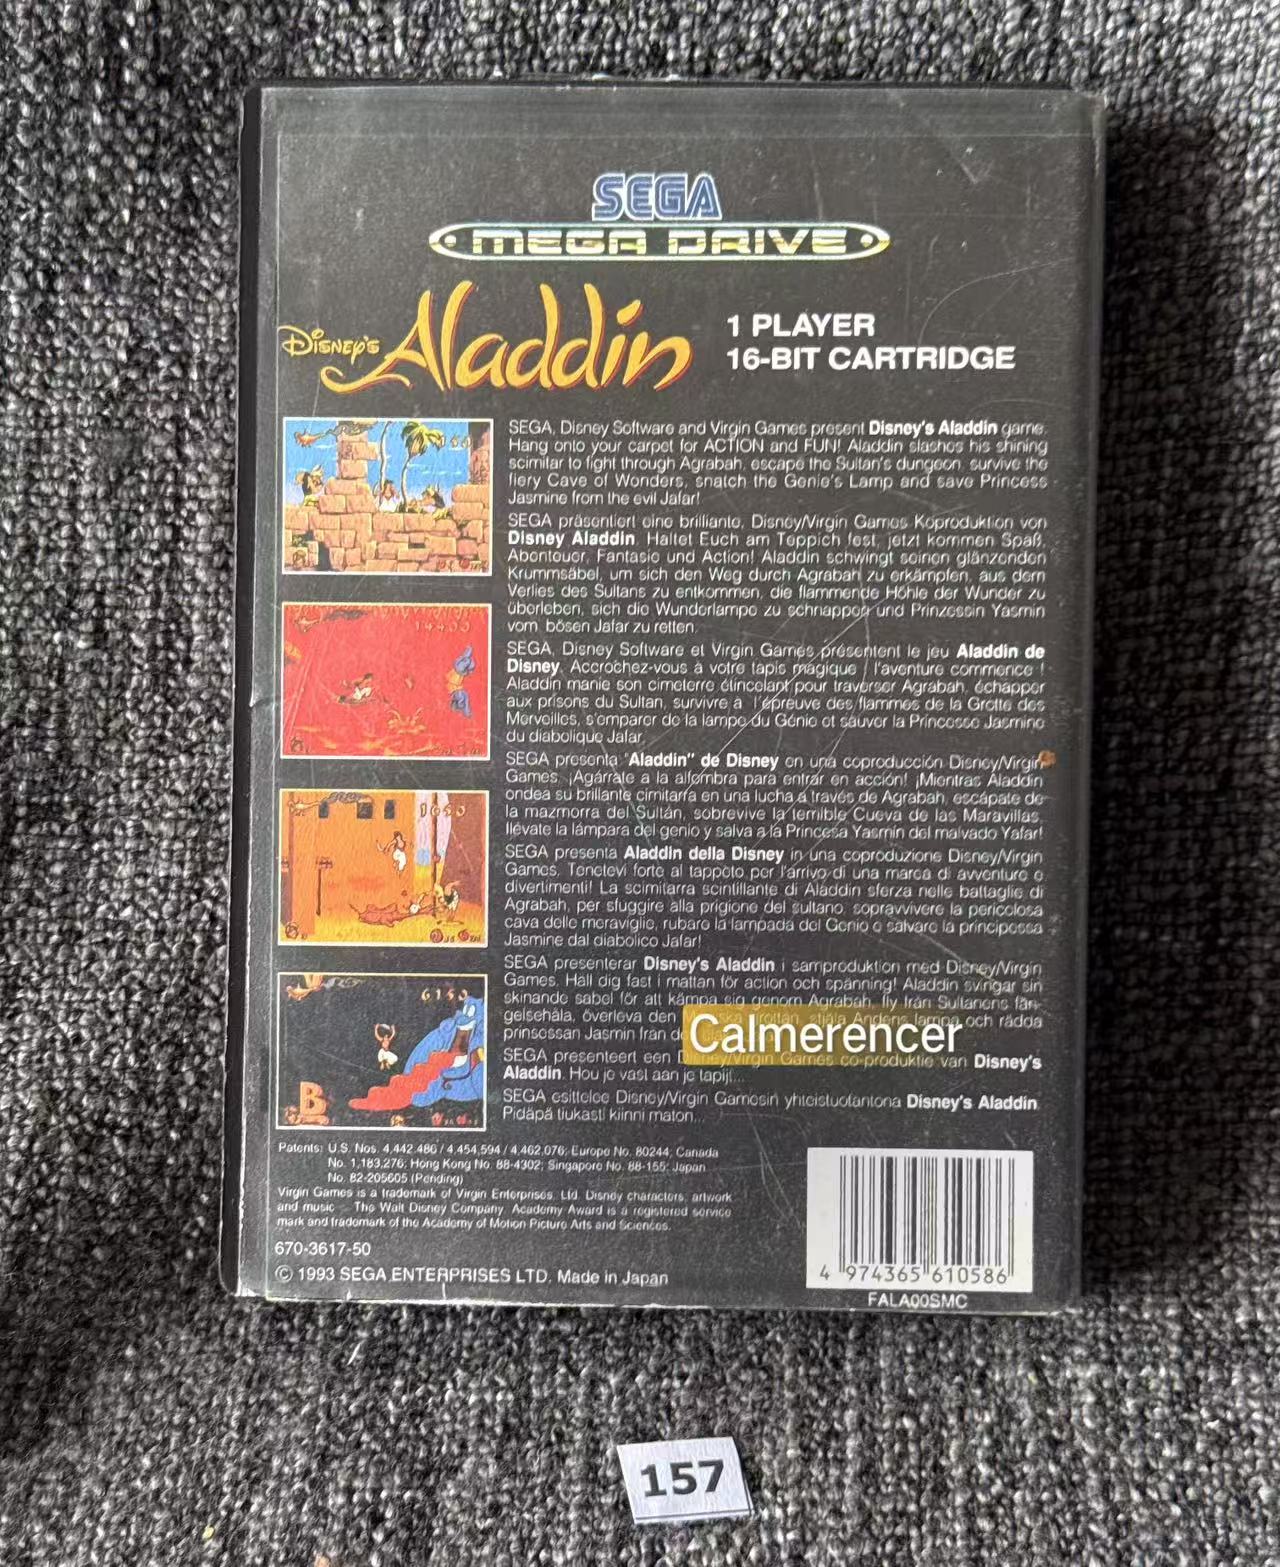 SEGA
MEGA DRIVE
DISNEY'S Aladdin
1 PLAYER
16-BIT CARTRIDGE
SEGA, Disney Software and Virgin Games present Disney's Aladdin game.
Hang onto your carpet for ACTION and FUN! Aladdin slashes his shining
scimitar to fight through Agrabah, escape the Sultan's dungeon, survive the
fiery Cave of Wonders, snatch the Genie's Lamp and save Princess
Jasmine from the evil Jafar!
SEGA präsentiert eine brilliante, Disney/Virgin Games Koproduktion von
Disney Aladdin. Haltet Euch am Teppich fest, jetzt kommen Spaß,
Abenteuer, Fantasie und Action! Aladdin schwingt seinen glänzenden
Krummsäbel, um sich den Weg durch Agrabah zu erkämpfen, aus dem
Verlies des Sultans zu entkommen, die flammende Höhle der Wunder zu
überleben, sich die Wunderlampe zu schnappen und Prinzessin Yasmin
vom bösen Jafar zu retten.
SEGA, Disney Software et Virgin Games présentent le jeu Aladdin de
Disney. Accrochez-vous à votre tapis magique l'aventure commence !
Aladdin manie son cimeterre étincelant pour traverser Agrabah, échapper
aux prisons du Sultan, survivre à l'épreuve des flammes de la Grotte des
Merveilles, s'emparer de la lampe du Génie et sauver la Princesse Jasmine
du diabolique Jafar.
SEGA presenta "Aladdin" de Disney en una coproducción Disney/Virgin
Games. ¡Agárrate a la alfombra para entrar en acción! ¡Mientras Aladdin
ondea su brillante cimitarra en una lucha a través de Agrabah, escápate de
la mazmorra del Sultán, sobrevive la temible Cueva de las Maravillas,
llévate la lámpara del genio y salva a la Princesa Yasmín del malvado Yafar!
SEGA presenta Aladdin della Disney in una coproduzione Disney/Virgin
Games. Tenetevi forte al tappeto per l'arrivo di una marea di avventure e
divertimenti! La scimitarra scintillante di Aladdin sferza nelle battaglie di
Agrabah, per sfuggire alla prigione del sultano, sopravvivere la pericolosa
cava delle meraviglie, rubare la lampada del Genio e salvare la principessa
Jasmine dal diabolico Jafar!
SEGA presenterar Disney's Aladdin i samproduktion med Disney/Virgin
Games. Håll dig fast i mattan för action och spänning! Aladdin svingar sin
skinande sabel för att kämpa sig genom Agrabah, fly från Sultanens fän-
gelsehåla, överleva den grottan, stjäla Andens lampa och rädda
prinsessan Jasmin från
Calmerencer
SEGA presenteert een Disney/Virgin Games co-produktie van Disney's
Aladdin. Hou je vast aan je tapijt...
SEGA esittelee Disney/Virgin Gamesin yhteistuotantona Disney's Aladdin.
Pidäpä tiukasti kiinni maton...
Patents: U.S. Nos. 4,442,486 / 4,454,594 / 4,462,076; Europe No. 80244, Canada
No. 1,183,276; Hong Kong No. 88-4302; Singapore No. 88-155; Japan
No. 82-205605 (Pending)
Virgin Games is a trademark of Virgin Enterprises, Ltd. Disney characters, artwork
and music The Walt Disney Company. Academy Award is a registered service
mark and trademark of the Academy of Motion Picture Arts and Sciences.
670-3617-50
© 1993 SEGA ENTERPRISES LTD. Made in Japan
4 974365 610586
FALA00SMC
157